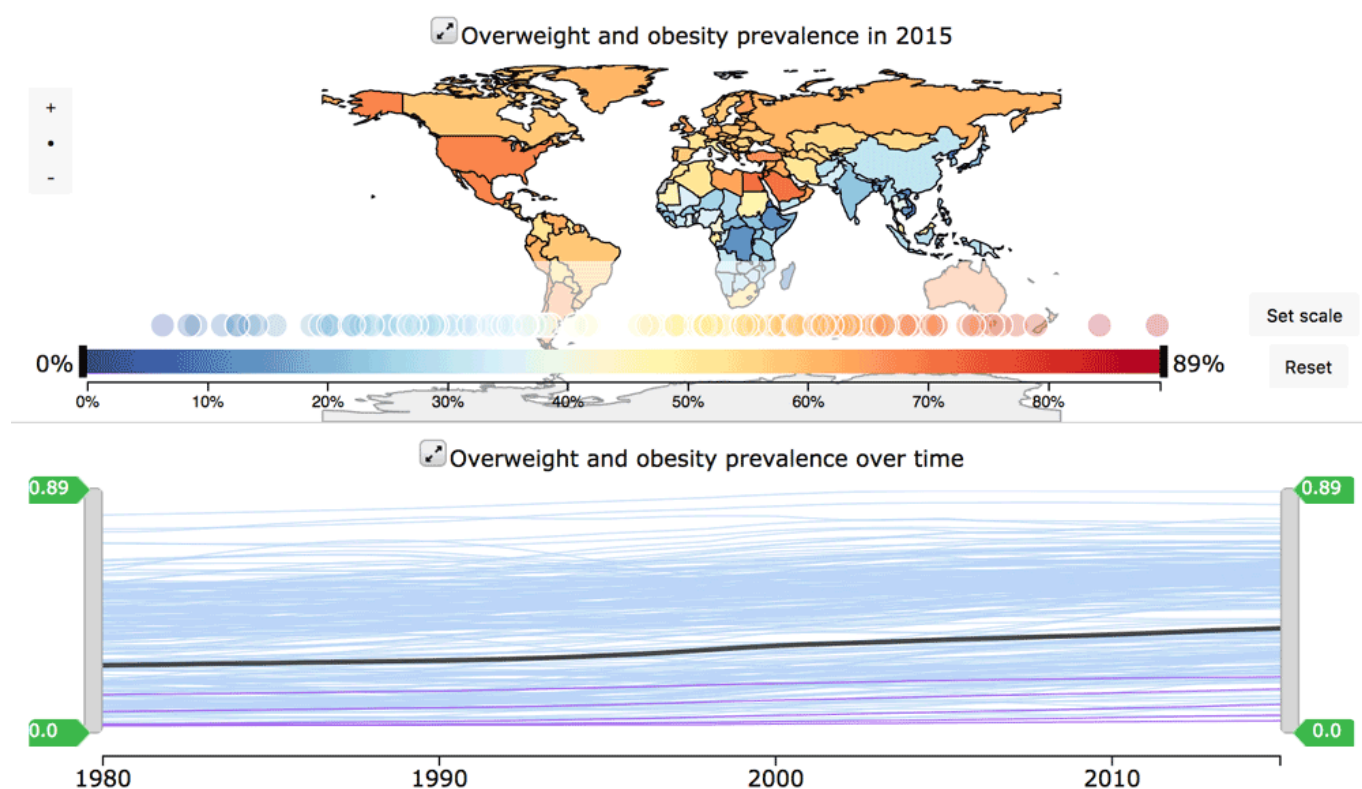 Overweight and obesity prevalence in 2015
+
•
-
Set scale
0%
89%
Reset
0% 10% 20% 30% 40% 50% 60% 70% 80%
Overweight and obesity prevalence over time
0.89 0.89
0.0 0.0
1980 1990 2000 2010